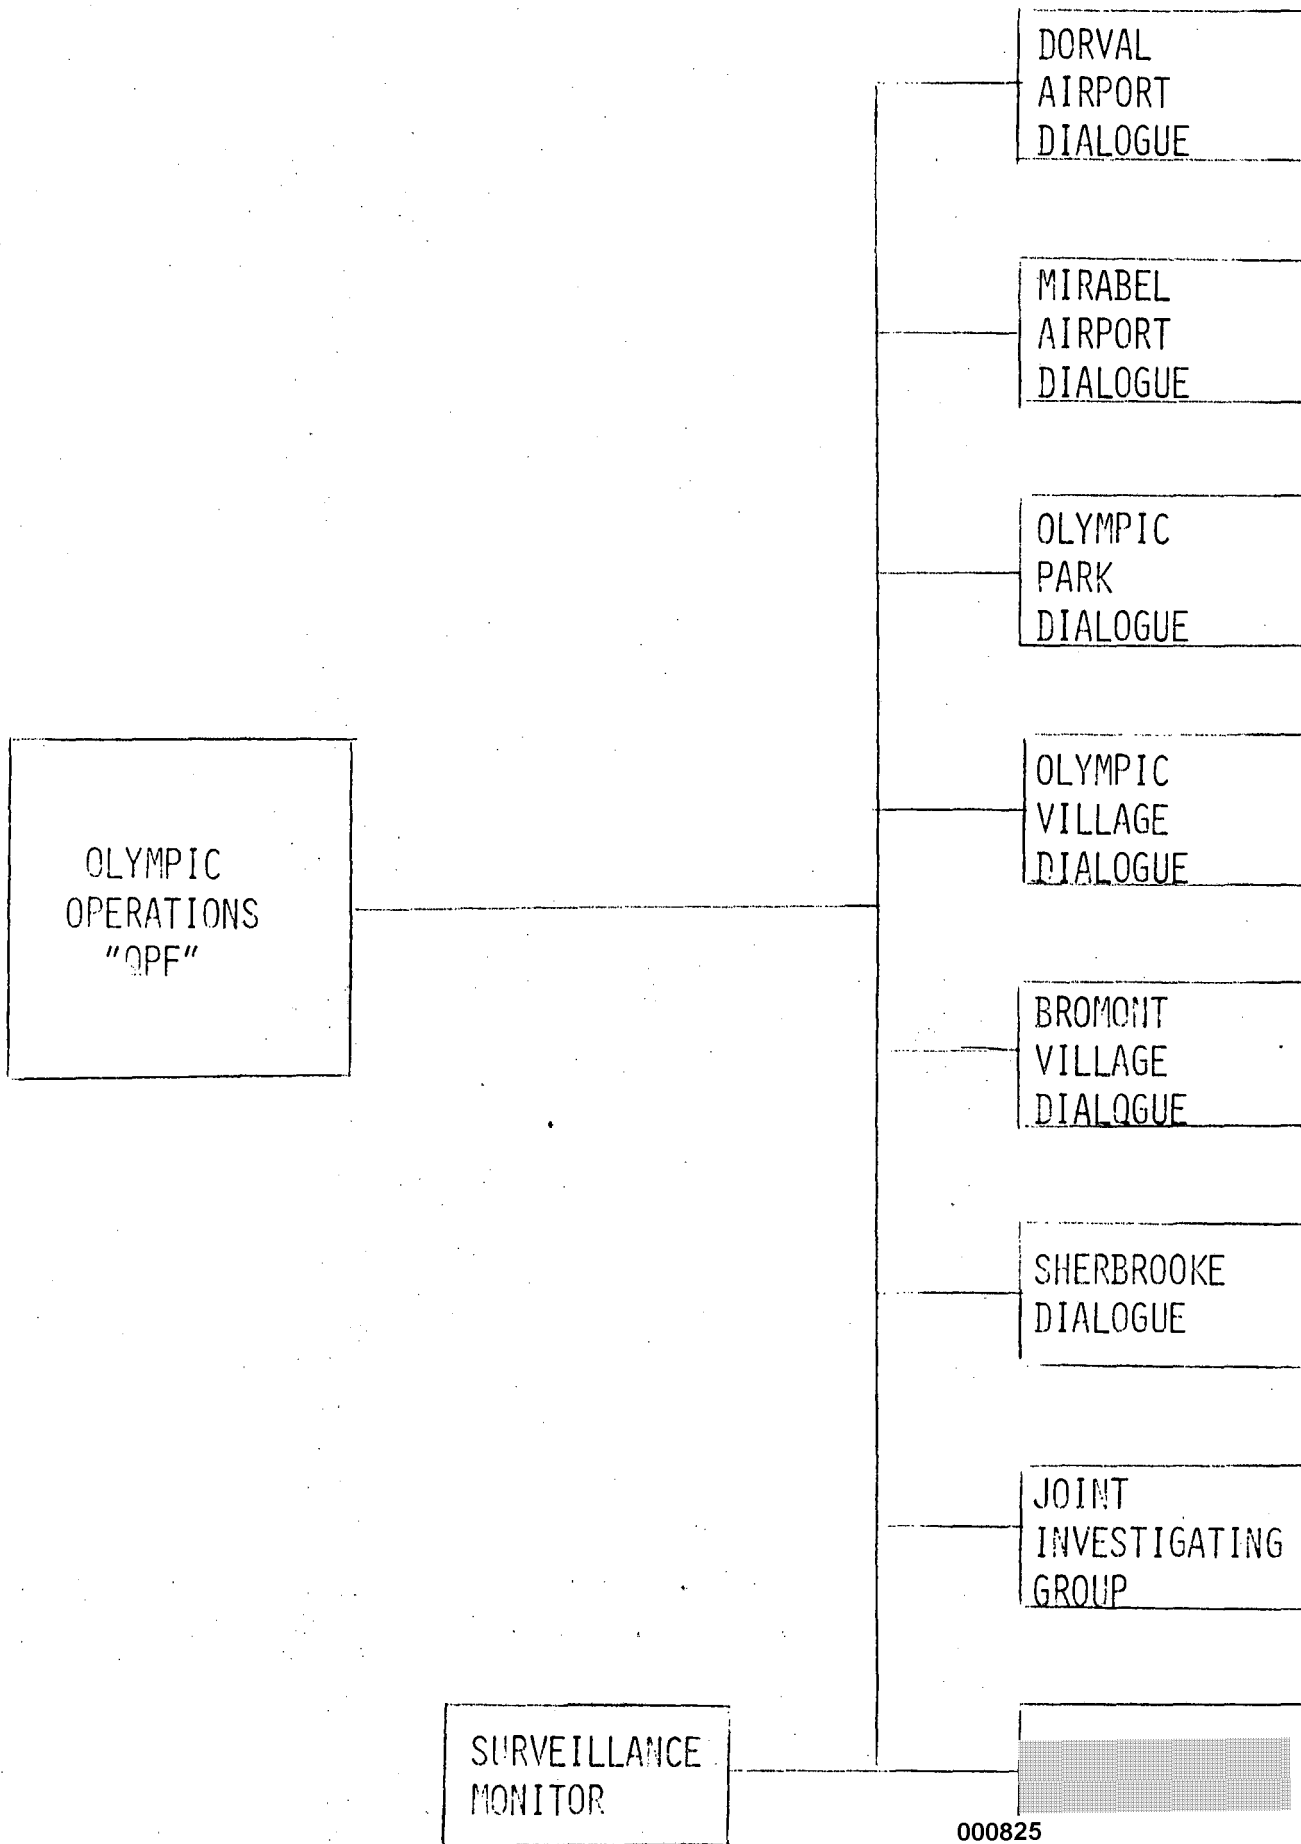 DORVAL
AIRPORT
DIALOGUE
MIRABEL
AIRPORT
DIALOGUE
OLYMPIC
PARK
DIALOGUE
OLYMPIC
VILLAGE
DIALOGUE
OLYMPIC
OPERATIONS
"OPF"
BROMONT
VILLAGE
DIALOGUE
SHERBROOKE
DIALOGUE
JOINT
INVESTIGATING
GROUP
SURVEILLANCE
MONITOR
000825